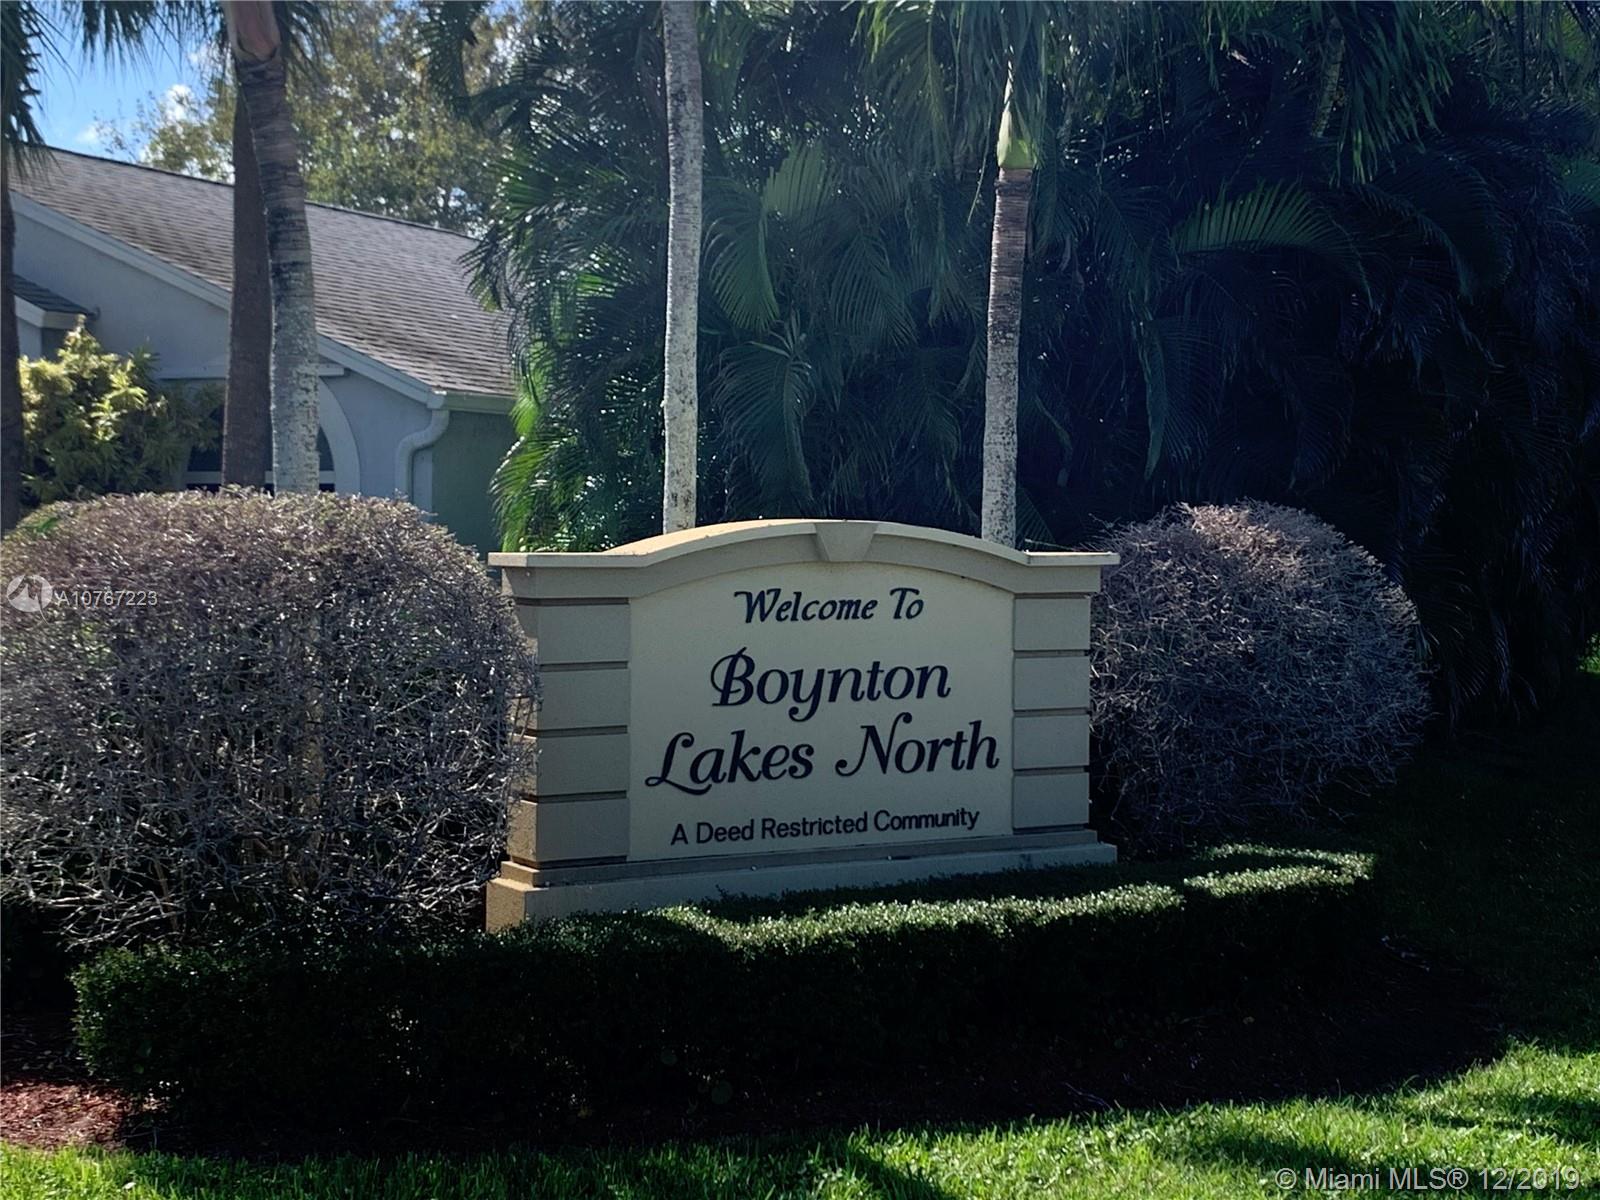 Welcome To
Boynton
Lakes North
A Deed Restricted Community
A10767223
© Miami MLS® 12/2019